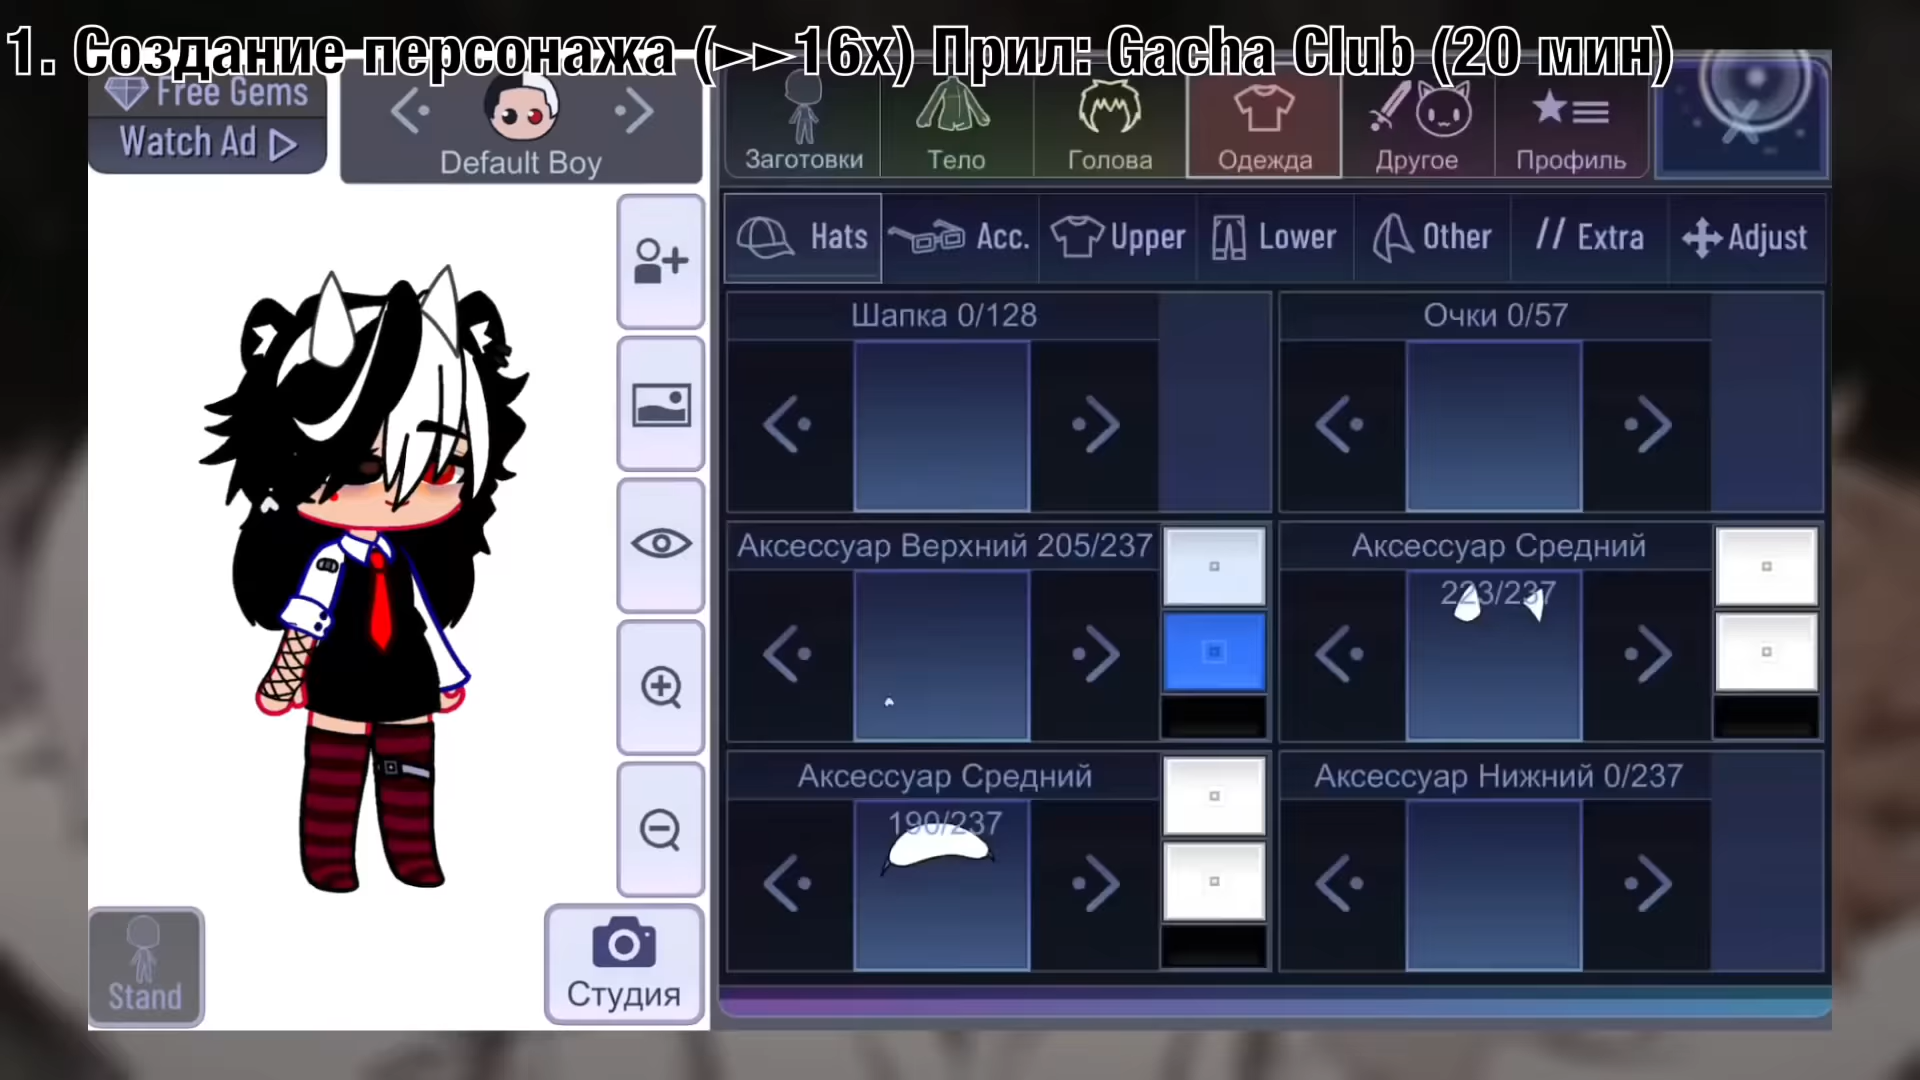 1. Создание персонажа (►►16x) Прил: Gacha Club (20 мин)
Free Gems
Watch Ad
Default Boy
Заготовки
Тело
Голова
Одежда
Другое
Профиль
Hats
Acc.
Upper
Lower
Other
Extra
Adjust
Шапка 0/128
Очки 0/57
Аксессуар Верхний 205/237
Аксессуар Средний
223/237
Аксессуар Средний
190/237
Аксессуар Нижний 0/237
Stand
Студия